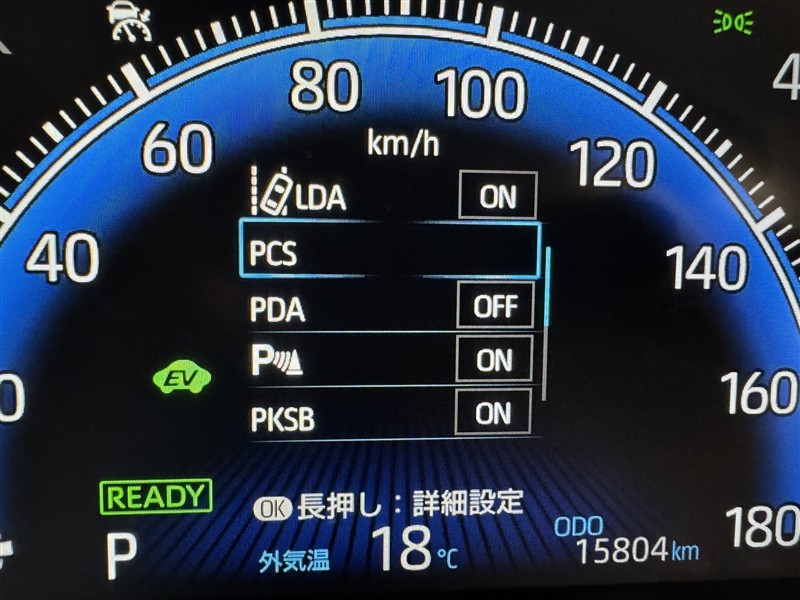 80
100
60
km/h
120
LDA ON
40
PCS
140
PDA OFF
EV
P ON
160
PKSB ON
READY
OK 長押し：詳細設定
180
P
外気温 18℃
ODO
15804km